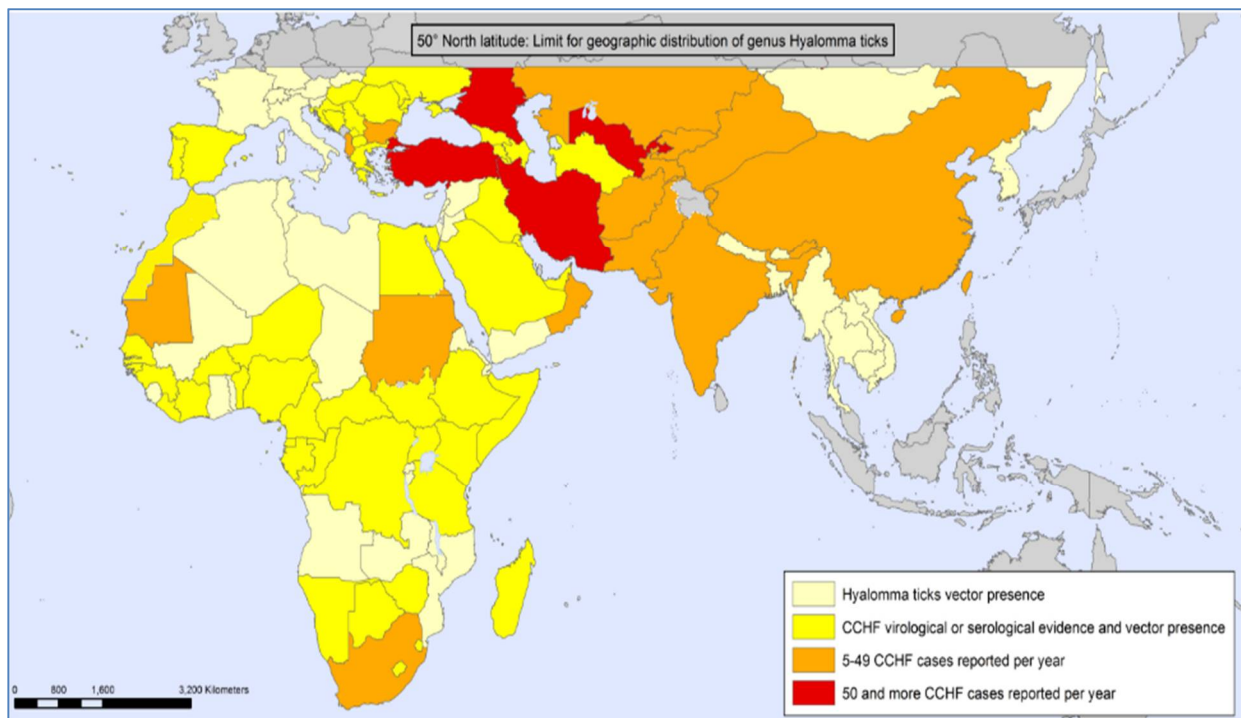 50° North latitude: Limit for geographic distribution of genus Hyalomma ticks
Hyalomma ticks vector presence
CCHF virological or serological evidence and vector presence
5-49 CCHF cases reported per year
50 and more CCHF cases reported per year
0 800 1,600 3,200 Kilometers